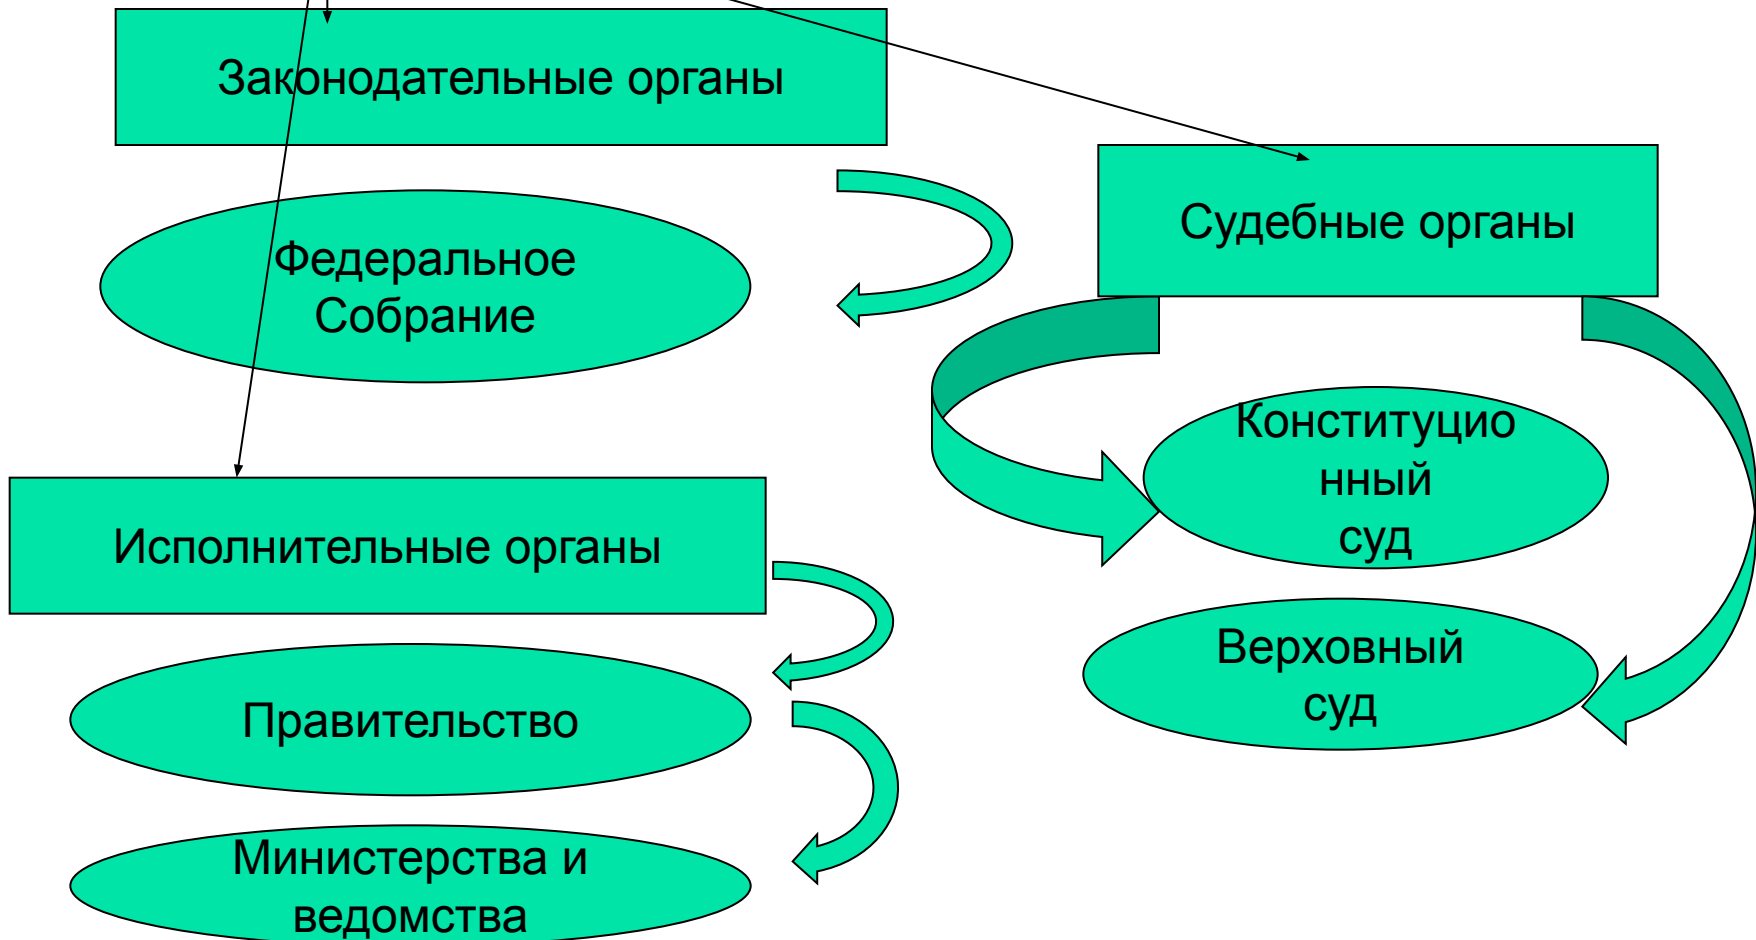 Законодательные органы
Федеральное
Собрание
Судебные органы
Конституцио
нный
суд
Исполнительные органы
Верховный
суд
Правительство
Министерства и
ведомства